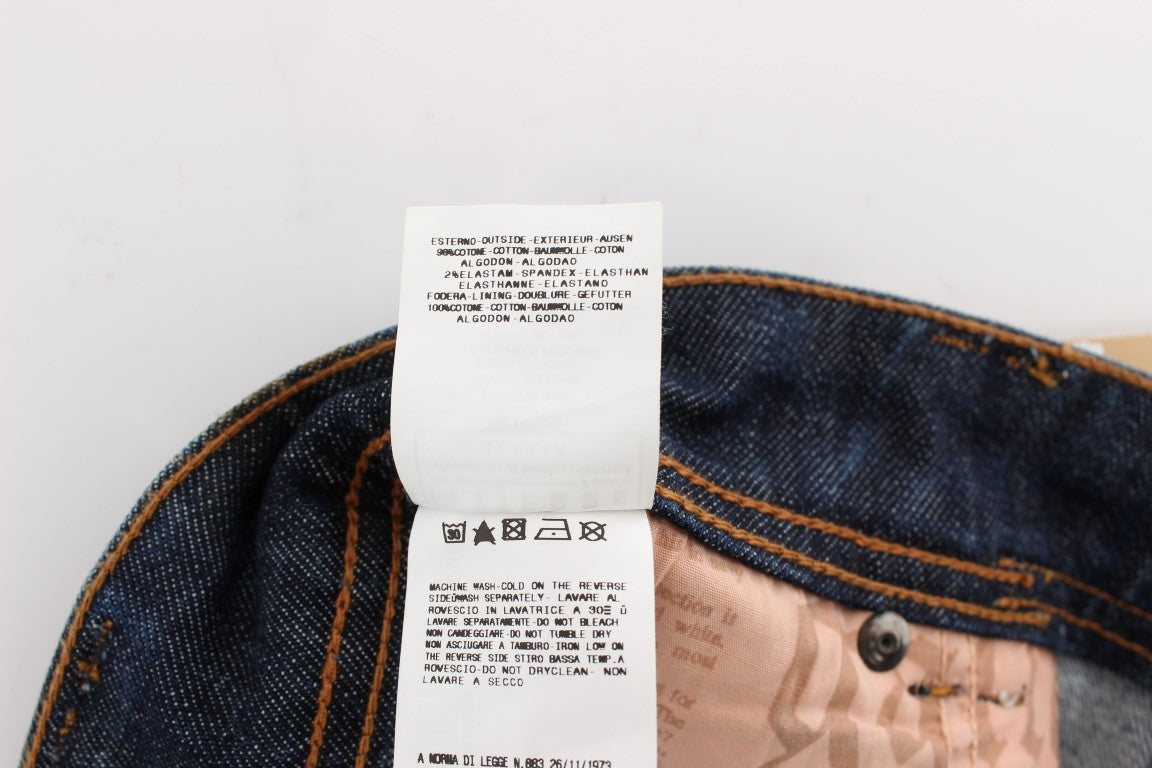 ESTERNO-OUTSIDE-EXTERIEUR-AUSEN
98%COTONE-COTTON-BAUMWOLLE-COTON
ALGODON-ALGODAO
2%ELASTAM-SPANDEX-ELASTHAN
ELASTHANNE-ELASTANO
FODERA-LINING-DOUBLURE-GEFUTTER
100%COTONE-COTTON-BAUMWOLLE-COTON
ALGODON-ALGODAO
30
MACHINE WASH-COLD ON THE REVERSE
SIDEÛWASH SEPARATELY- LAVARE AL
ROVESCIO IN LAVATRICE A 30Ξ Û
LAVARE SEPARATAMENTE-DO NOT BLEACH
NON CANDEGGIARE-DO NOT TUMBLE DRY
NON ASCIUGARE A TAMBURO-IRON LOW ON
THE REVERSE SIDE STIRO BASSA TEMP.A
ROVESCIO-DO NOT DRYCLEAN- NON
LAVARE A SECCO
A NORMA DI LEGGE N.883 26/11/1973